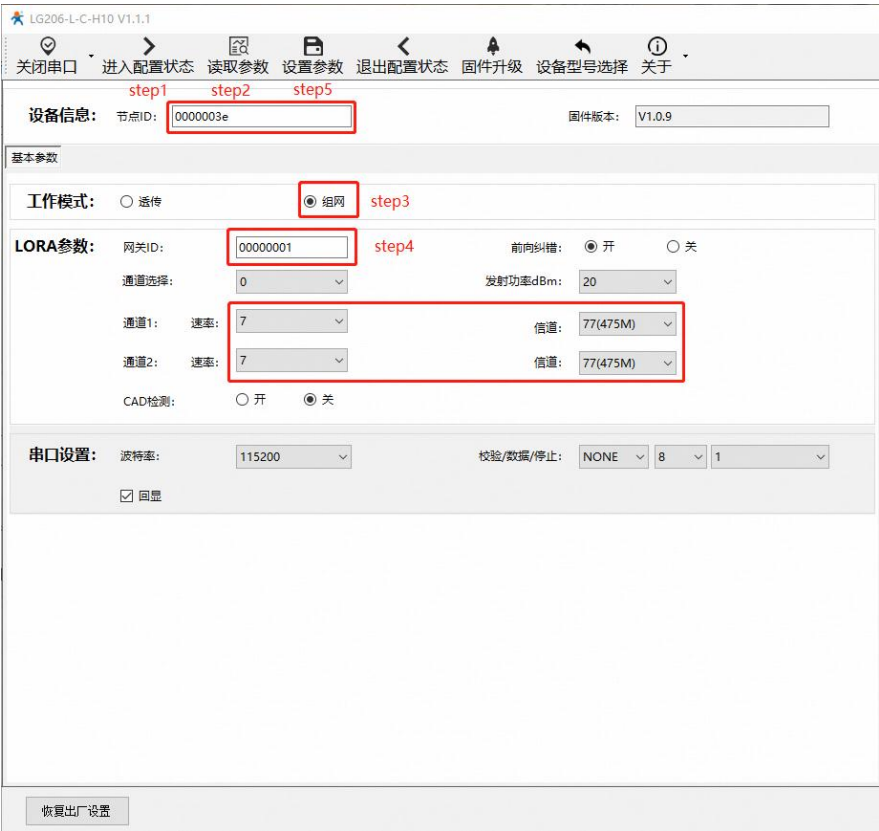 LG206-L-C-H10 V1.1.1
关闭串口 进入配置状态 读取参数 设置参数 退出配置状态 固件升级 设备型号选择 关于
step1 step2 step5
设备信息： 节点ID： 0000003e 固件版本： V1.0.9
基本参数
工作模式： 透传 组网 step3
LORA参数： 网关ID： 00000001 step4 前向纠错： 开 关
通道选择： 0 发射功率dBm： 20
通道1： 速率： 7 信道： 77(475M)
通道2： 速率： 7 信道： 77(475M)
CAD检测： 开 关
串口设置： 波特率： 115200 校验/数据/停止： NONE 8 1
回显
恢复出厂设置